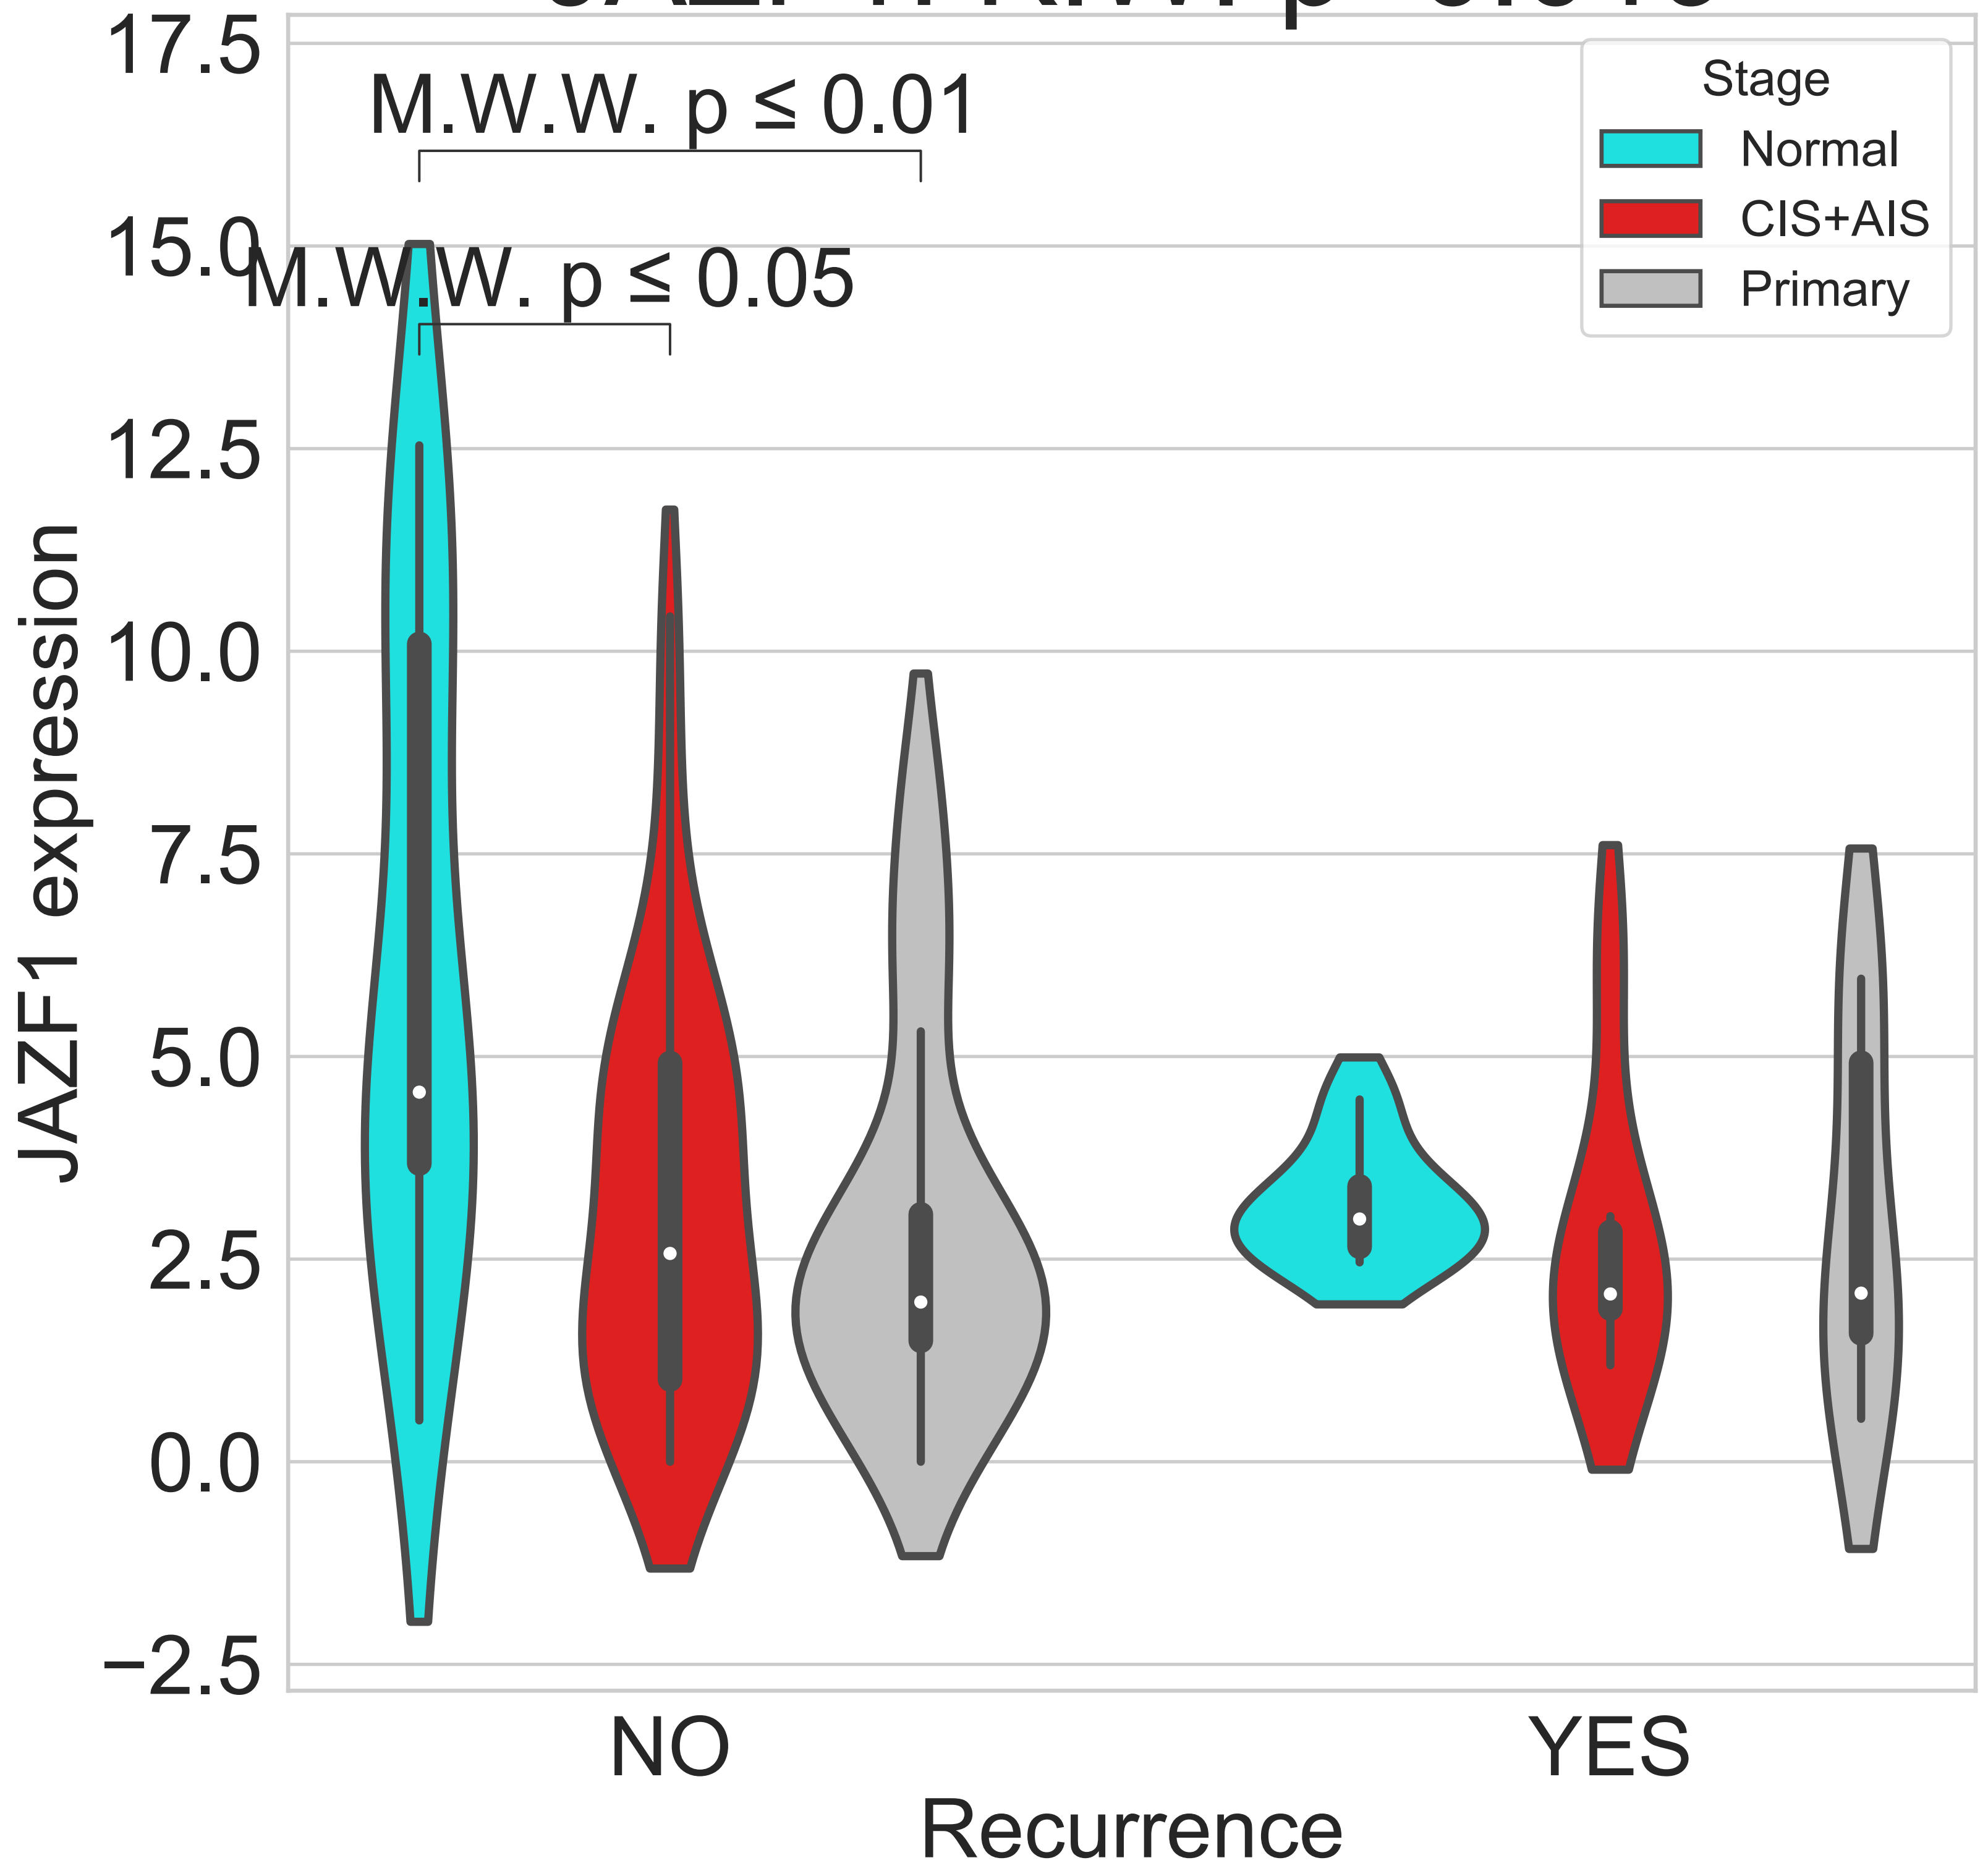 17.5
15.0
12.5
10.0
7.5
5.0
2.5
0.0
−2.5
JAZF1 expression
M.W.W. p ≤ 0.01
M.W.W. p ≤ 0.05
Stage
Normal
CIS+AIS
Primary
NO
YES
Recurrence